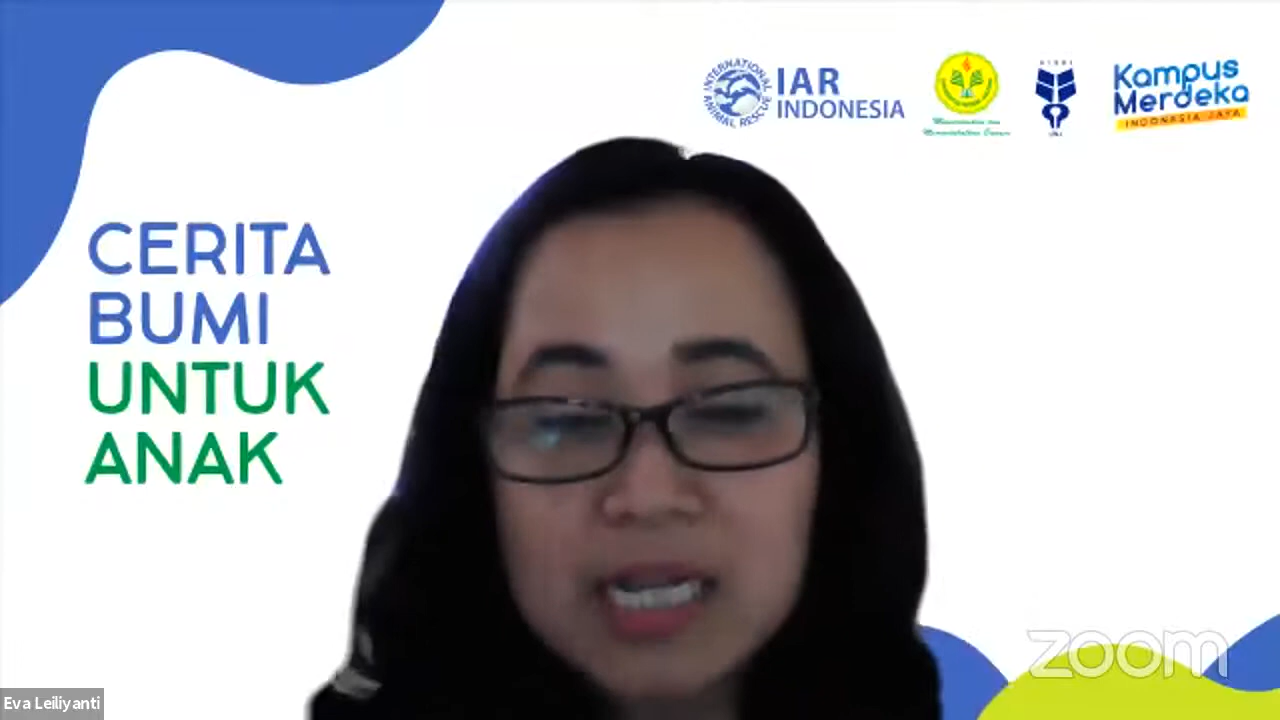 INTERNATIONAL
ANIMAL RESCUE
IAR
INDONESIA
Kampus
Merdeka
INDONESIA JAYA
CERITA
BUMI
UNTUK
ANAK
zoom
Eva Leiliyanti